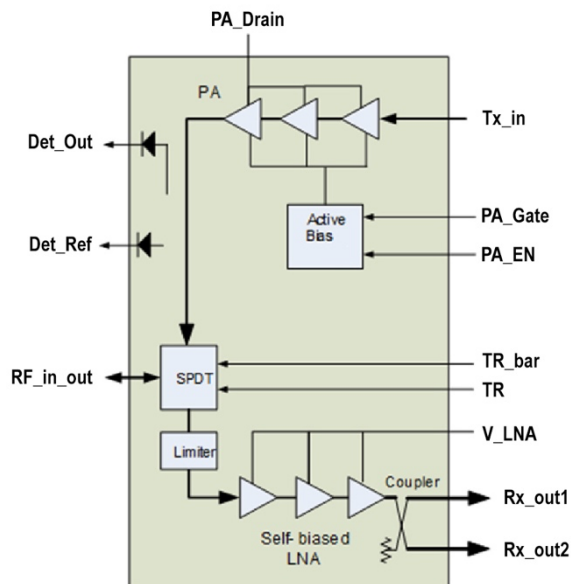 PA_Drain
PA
Tx_in
Det_Out
Active
Bias
PA_Gate
Det_Ref
PA_EN
TR_bar
RF_in_out
SPDT
TR
V_LNA
Limiter
Coupler
Rx_out1
Self-biased
LNA
Rx_out2